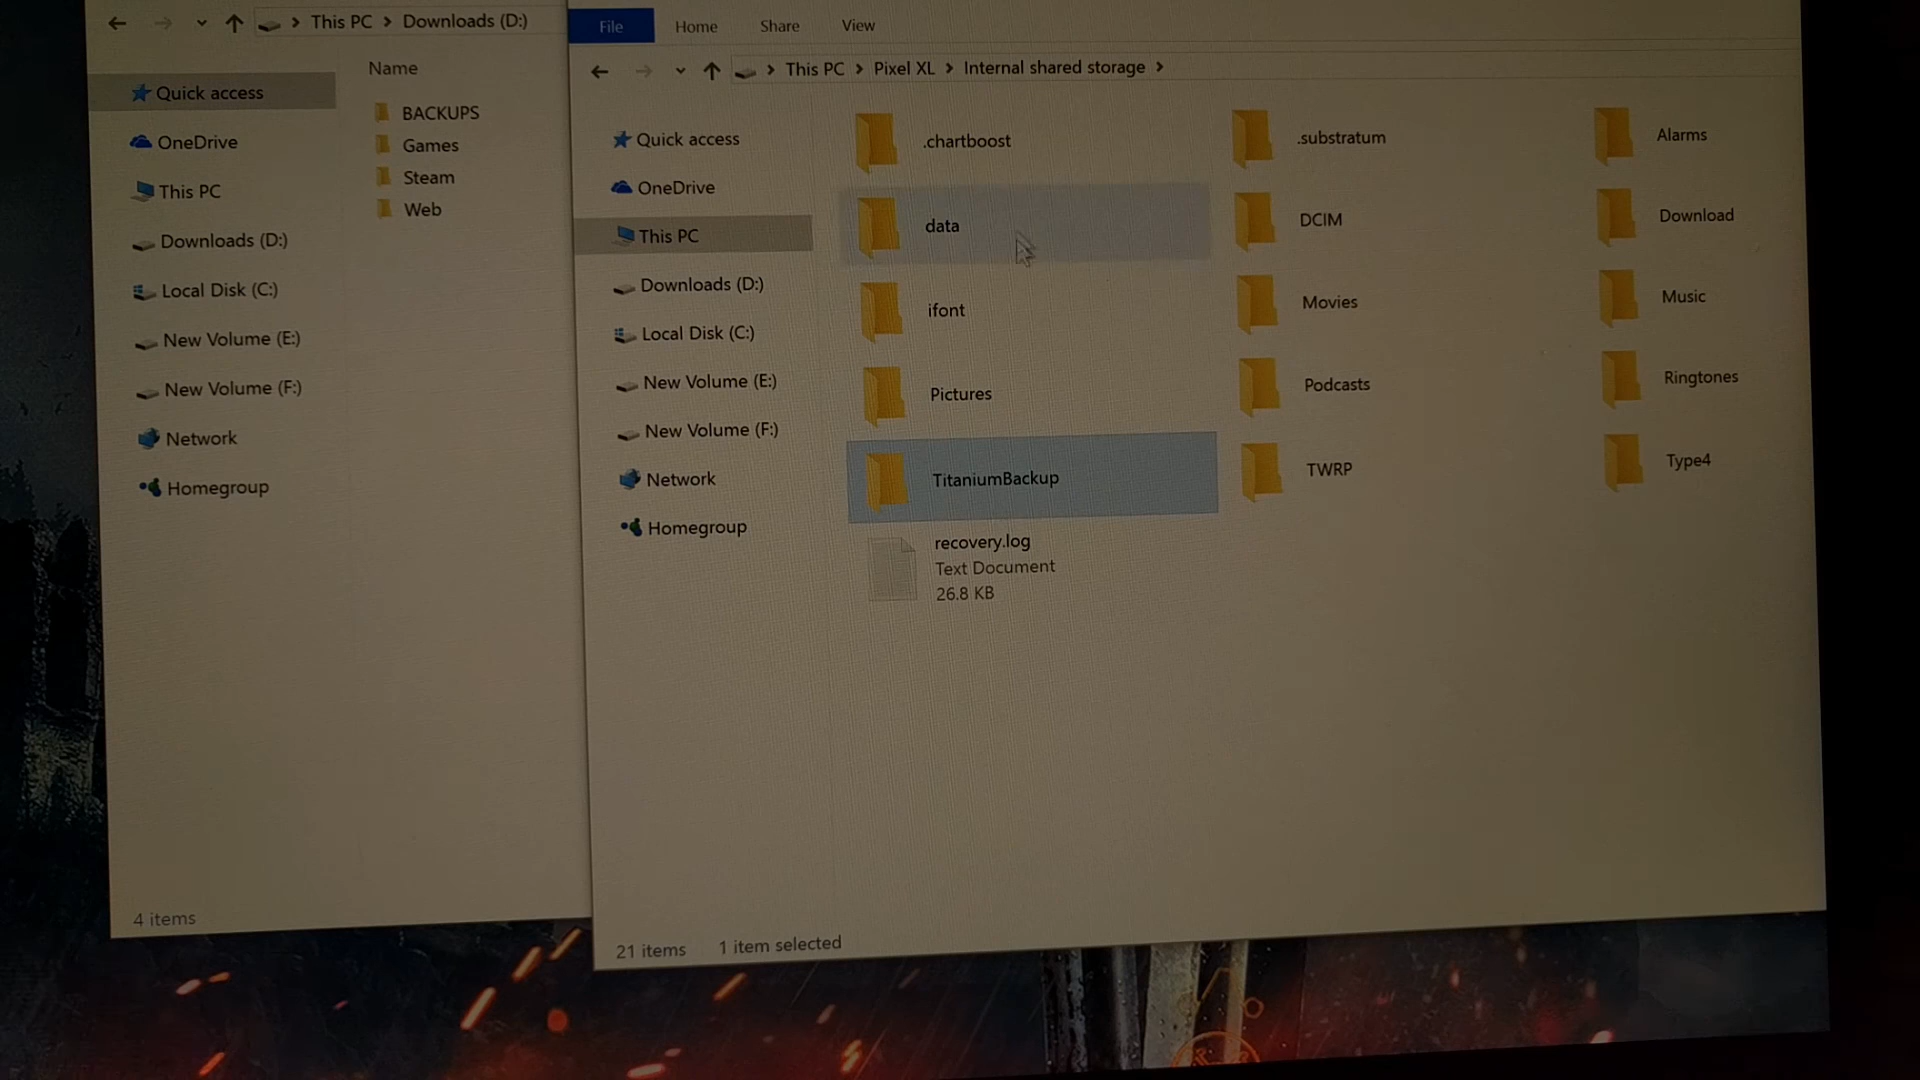 This PC > Downloads (D:)
Name
Quick access
OneDrive
This PC
Downloads (D:)
Local Disk (C:)
New Volume (E:)
New Volume (F:)
Network
Homegroup
BACKUPS
Games
Steam
Web
4 items
File Home Share View
This PC > Pixel XL > Internal shared storage >
Quick access
OneDrive
This PC
Downloads (D:)
Local Disk (C:)
New Volume (E:)
New Volume (F:)
Network
Homegroup
.chartboost .substratum Alarms
data DCIM Download
ifont Movies Music
Pictures Podcasts Ringtones
TitaniumBackup TWRP Type4
recovery.log
Text Document
26.8 KB
21 items 1 item selected